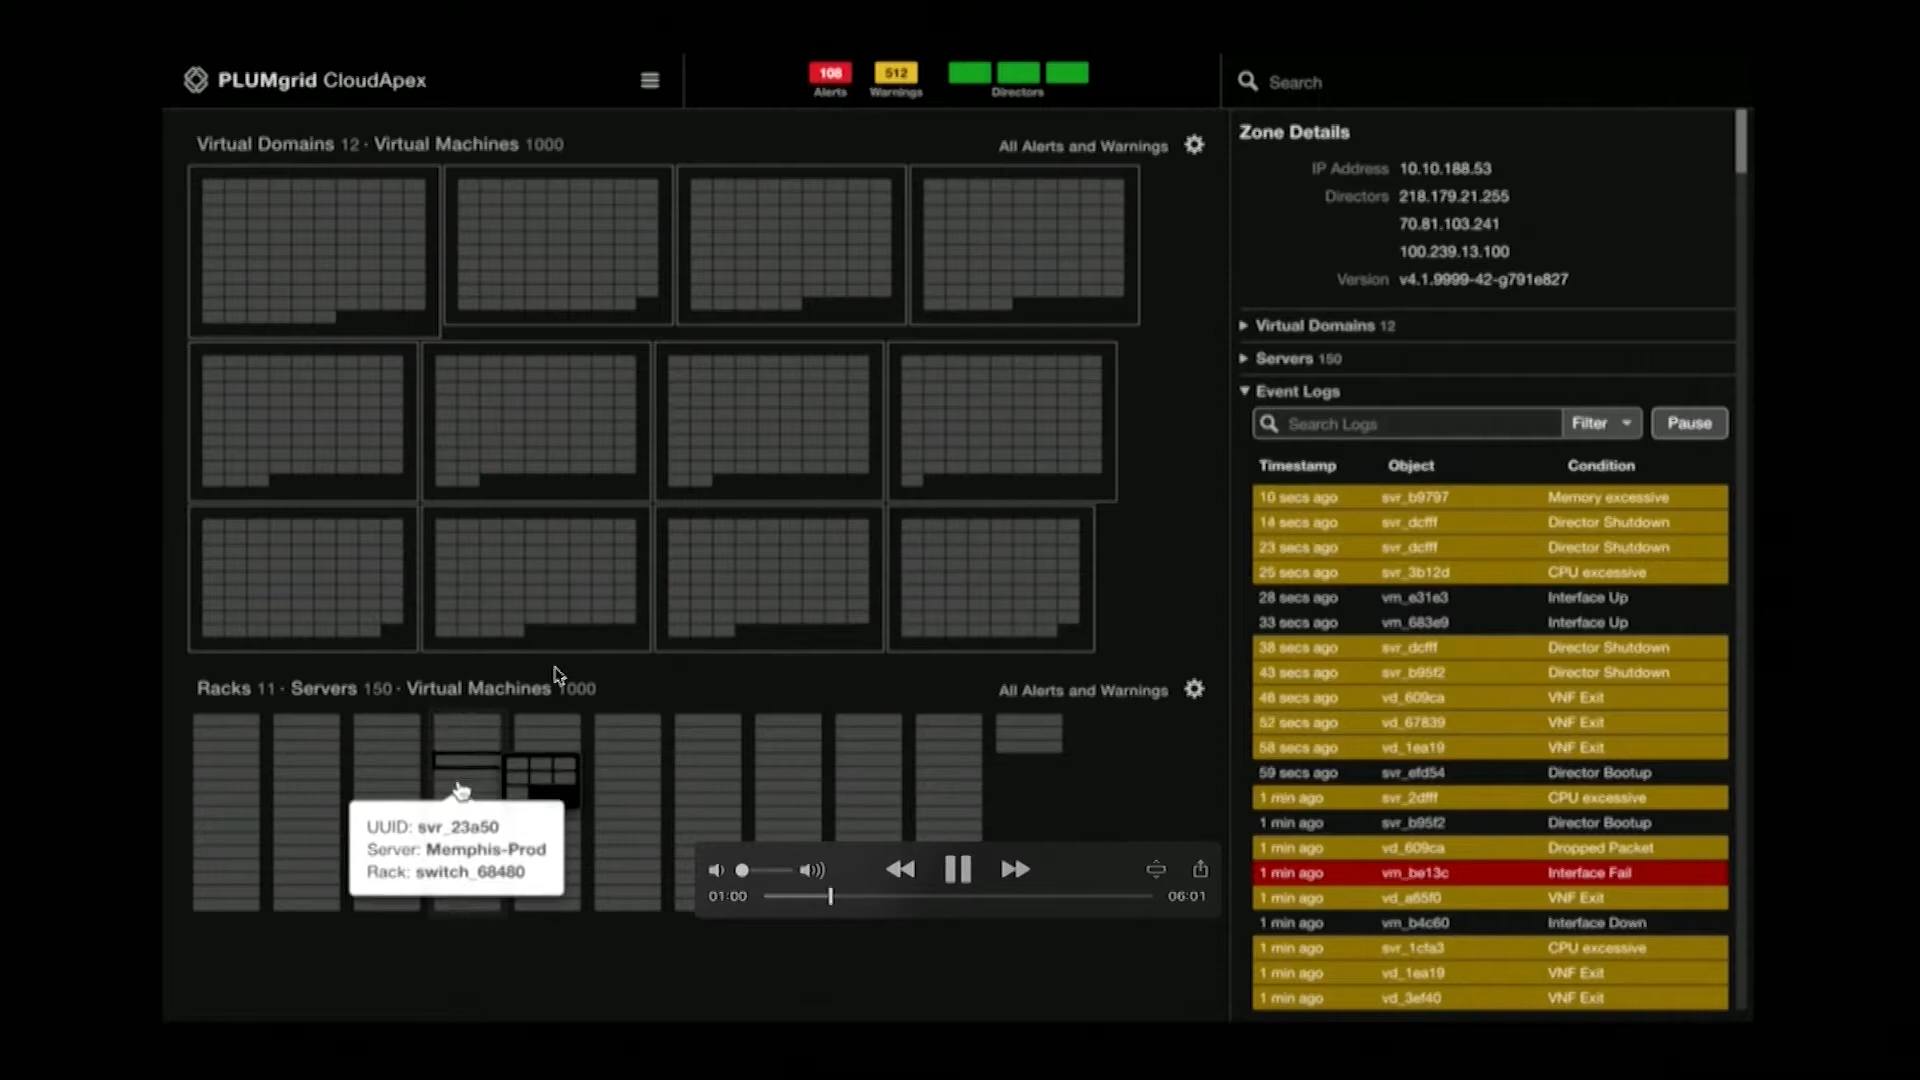 PLUMgrid CloudApex
108
Alerts
512
Warnings
Directors
Search
Virtual Domains 12 · Virtual Machines 1000
All Alerts and Warnings
Racks 11 · Servers 150 · Virtual Machines 1000
All Alerts and Warnings
UUID: svr_23a50
Server: Memphis-Prod
Rack: switch_68480
01:00
06:01
Zone Details
IP Address 10.10.188.53
Directors 218.179.21.255
70.81.103.241
100.239.13.100
Version v4.1.9999-42-g791e827
Virtual Domains 12
Servers 150
Event Logs
Search Logs Filter Pause
Timestamp Object Condition
10 secs ago svr_b9797 Memory excessive
14 secs ago svr_dcfff Director Shutdown
23 secs ago svr_dcfff Director Shutdown
25 secs ago svr_3b12d CPU excessive
28 secs ago vm_e31e3 Interface Up
33 secs ago vm_683e9 Interface Up
38 secs ago svr_dcfff Director Shutdown
43 secs ago svr_b95f2 Director Shutdown
46 secs ago vd_609ca VNF Exit
52 secs ago vd_67839 VNF Exit
58 secs ago vd_1ea19 VNF Exit
59 secs ago svr_efd54 Director Bootup
1 min ago svr_2dfff CPU excessive
1 min ago svr_b95f2 Director Bootup
1 min ago vd_609ca Dropped Packet
1 min ago vm_be13c Interface Fail
1 min ago vd_a65f0 VNF Exit
1 min ago vm_b4c60 Interface Down
1 min ago svr_1cfa3 CPU excessive
1 min ago vd_1ea19 VNF Exit
1 min ago vd_3ef40 VNF Exit